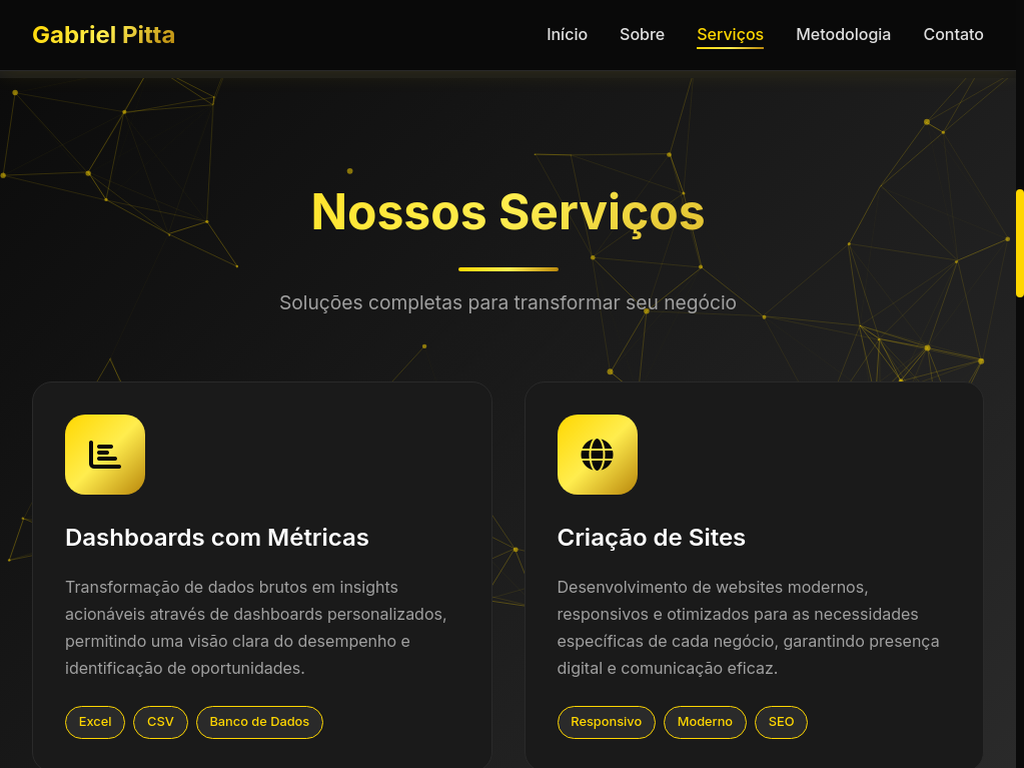 Gabriel Pitta
Início Sobre Serviços Metodologia Contato
Nossos Serviços
Soluções completas para transformar seu negócio
Dashboards com Métricas
Transformação de dados brutos em insights
acionáveis através de dashboards personalizados,
permitindo uma visão clara do desempenho e
identificação de oportunidades.
Excel CSV Banco de Dados
Criação de Sites
Desenvolvimento de websites modernos,
responsivos e otimizados para as necessidades
específicas de cada negócio, garantindo presença
digital e comunicação eficaz.
Responsivo Moderno SEO